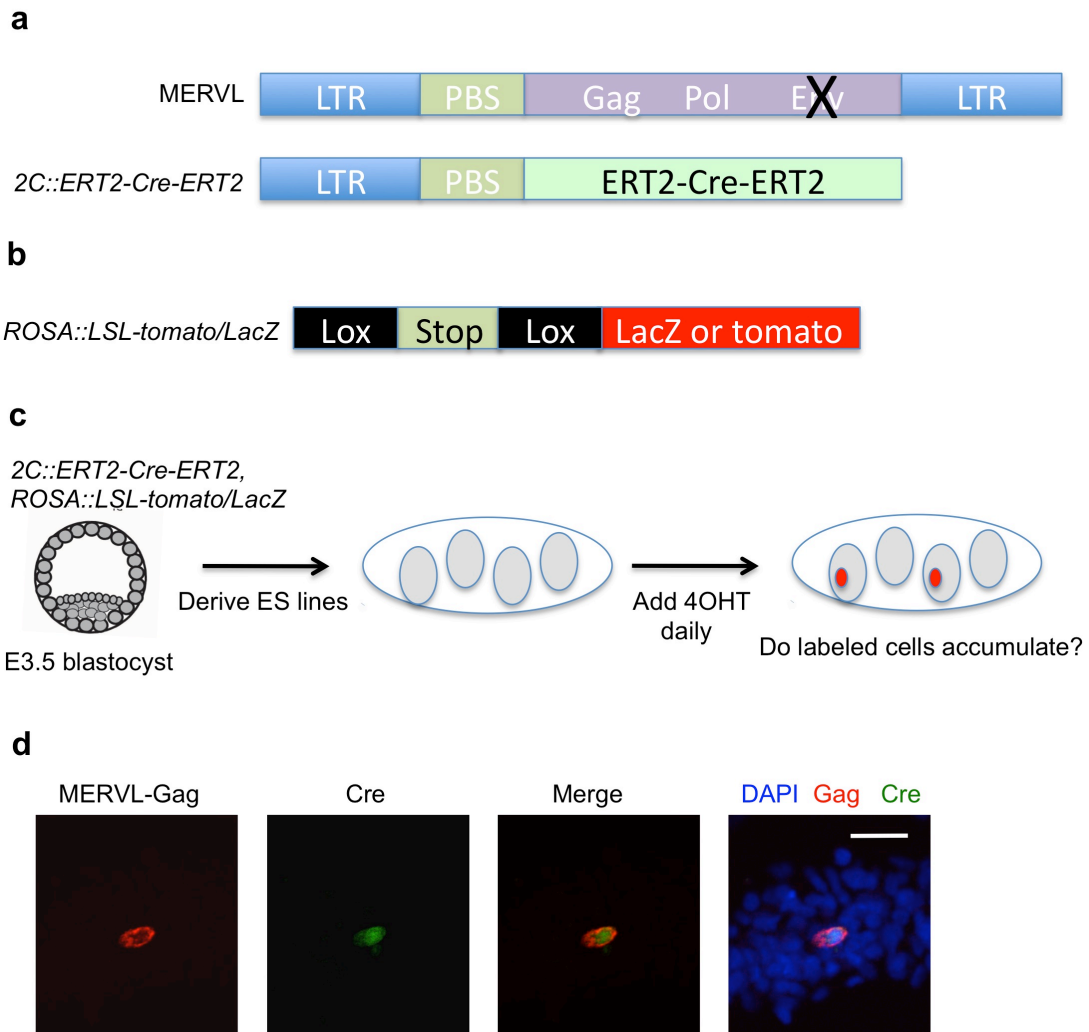 a
MERVL
LTR PBS Gag Pol Env LTR
2C::ERT2-Cre-ERT2
LTR PBS ERT2-Cre-ERT2
b
ROSA::LSL-tomato/LacZ
Lox Stop Lox LacZ or tomato
c
2C::ERT2-Cre-ERT2,
ROSA::LSL-tomato/LacZ
Derive ES lines
Add 4OHT
daily
E3.5 blastocyst
Do labeled cells accumulate?
d
MERVL-Gag Cre Merge DAPI Gag Cre